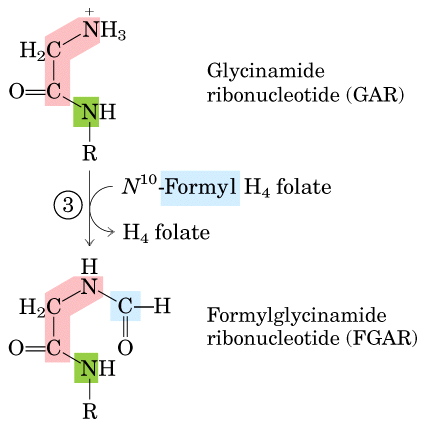 +
NH3
H2C
Glycinamide
ribonucleotide (GAR)
O=C
NH
R
3
N10-Formyl H4 folate
H4 folate
H
N
H2C
C—H
Formylglycinamide
ribonucleotide (FGAR)
O
O=C
NH
R